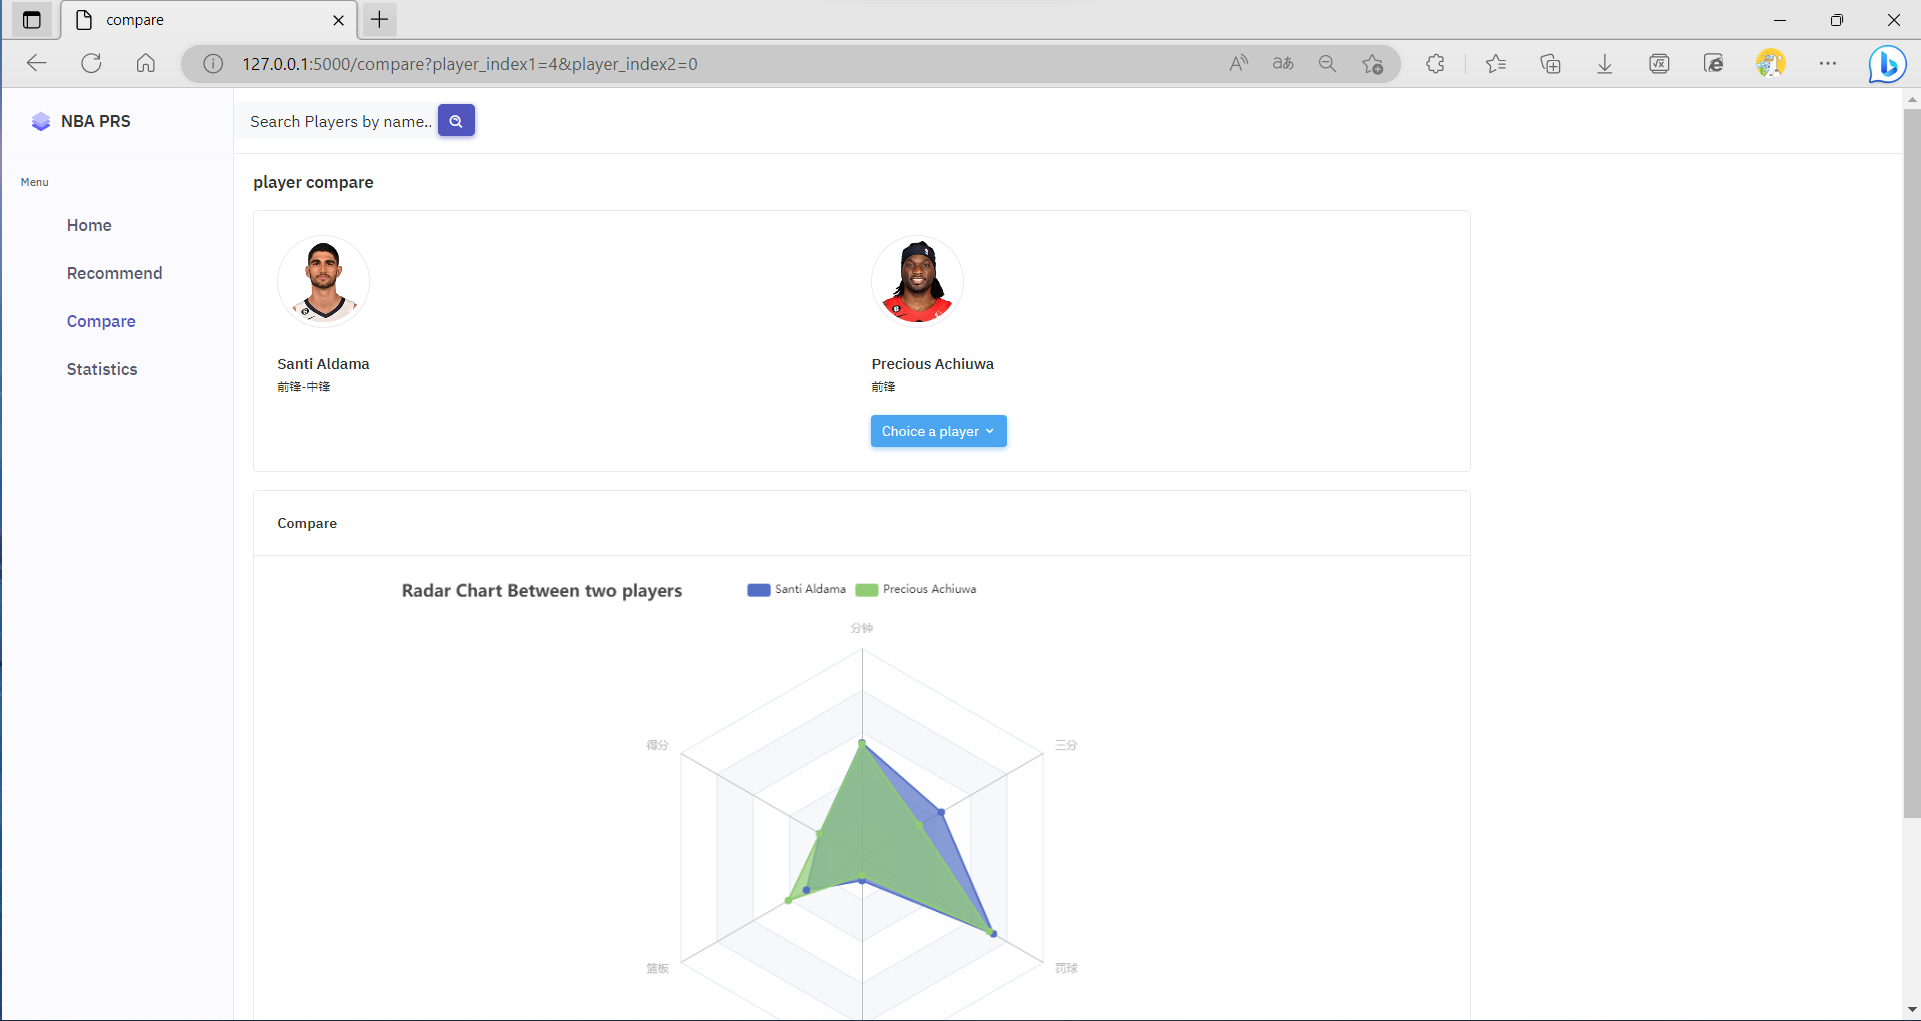 compare
127.0.0.1:5000/compare?player_index1=4&player_index2=0
NBA PRS
Search Players by name..
Menu
Home
Recommend
Compare
Statistics
player compare
Santi Aldama
前锋-中锋
Precious Achiuwa
前锋
Choice a player
Compare
Radar Chart Between two players
Santi Aldama
Precious Achiuwa
分钟
得分
三分
篮板
罚球